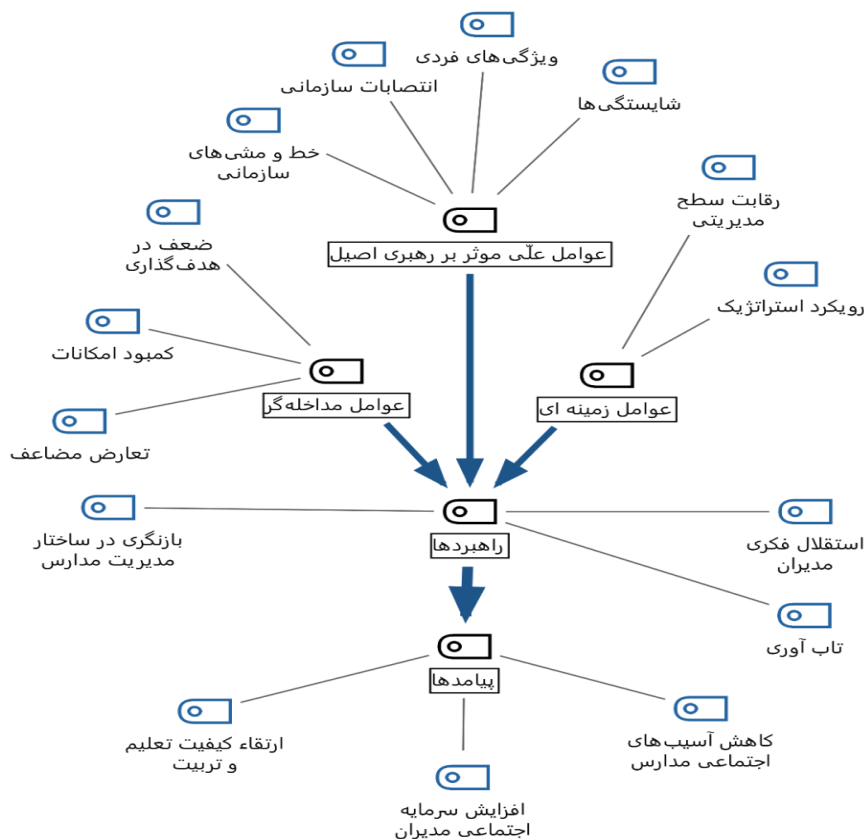 ویژگی‌های فردی
انتصابات سازمانی
شایستگی‌ها
خط و مشی‌های
سازمانی
رقابت سطح
مدیریتی
ضعف در
هدف‌گذاری
عوامل علّی موثر بر رهبری اصیل
رویکرد استراتژیک
کمبود امکانات
عوامل مداخله‌گر
عوامل زمینه ای
تعارض مضاعف
بازنگری در ساختار
مدیریت مدارس
راهبردها
استقلال فکری
مدیران
تاب آوری
پیامدها
ارتقاء کیفیت تعلیم
و تربیت
کاهش آسیب‌های
اجتماعی مدارس
افزایش سرمایه
اجتماعی مدیران